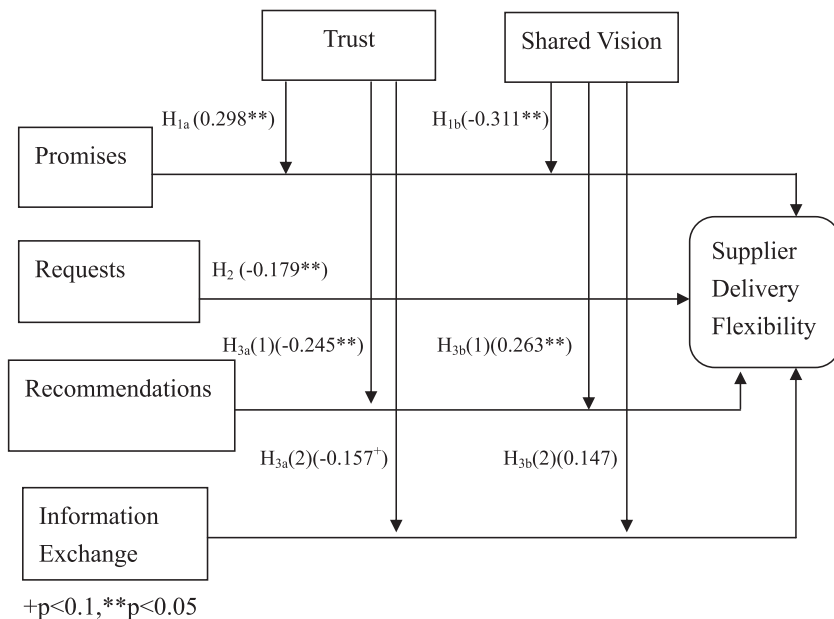 Trust
Shared Vision
H1a (0.298**)
H1b(-0.311**)
Promises
Requests
H2 (-0.179**)
Supplier
Delivery
Flexibility
H3a(1)(-0.245**)
H3b(1)(0.263**)
Recommendations
H3a(2)(-0.157+)
H3b(2)(0.147)
Information
Exchange
+p<0.1,**p<0.05